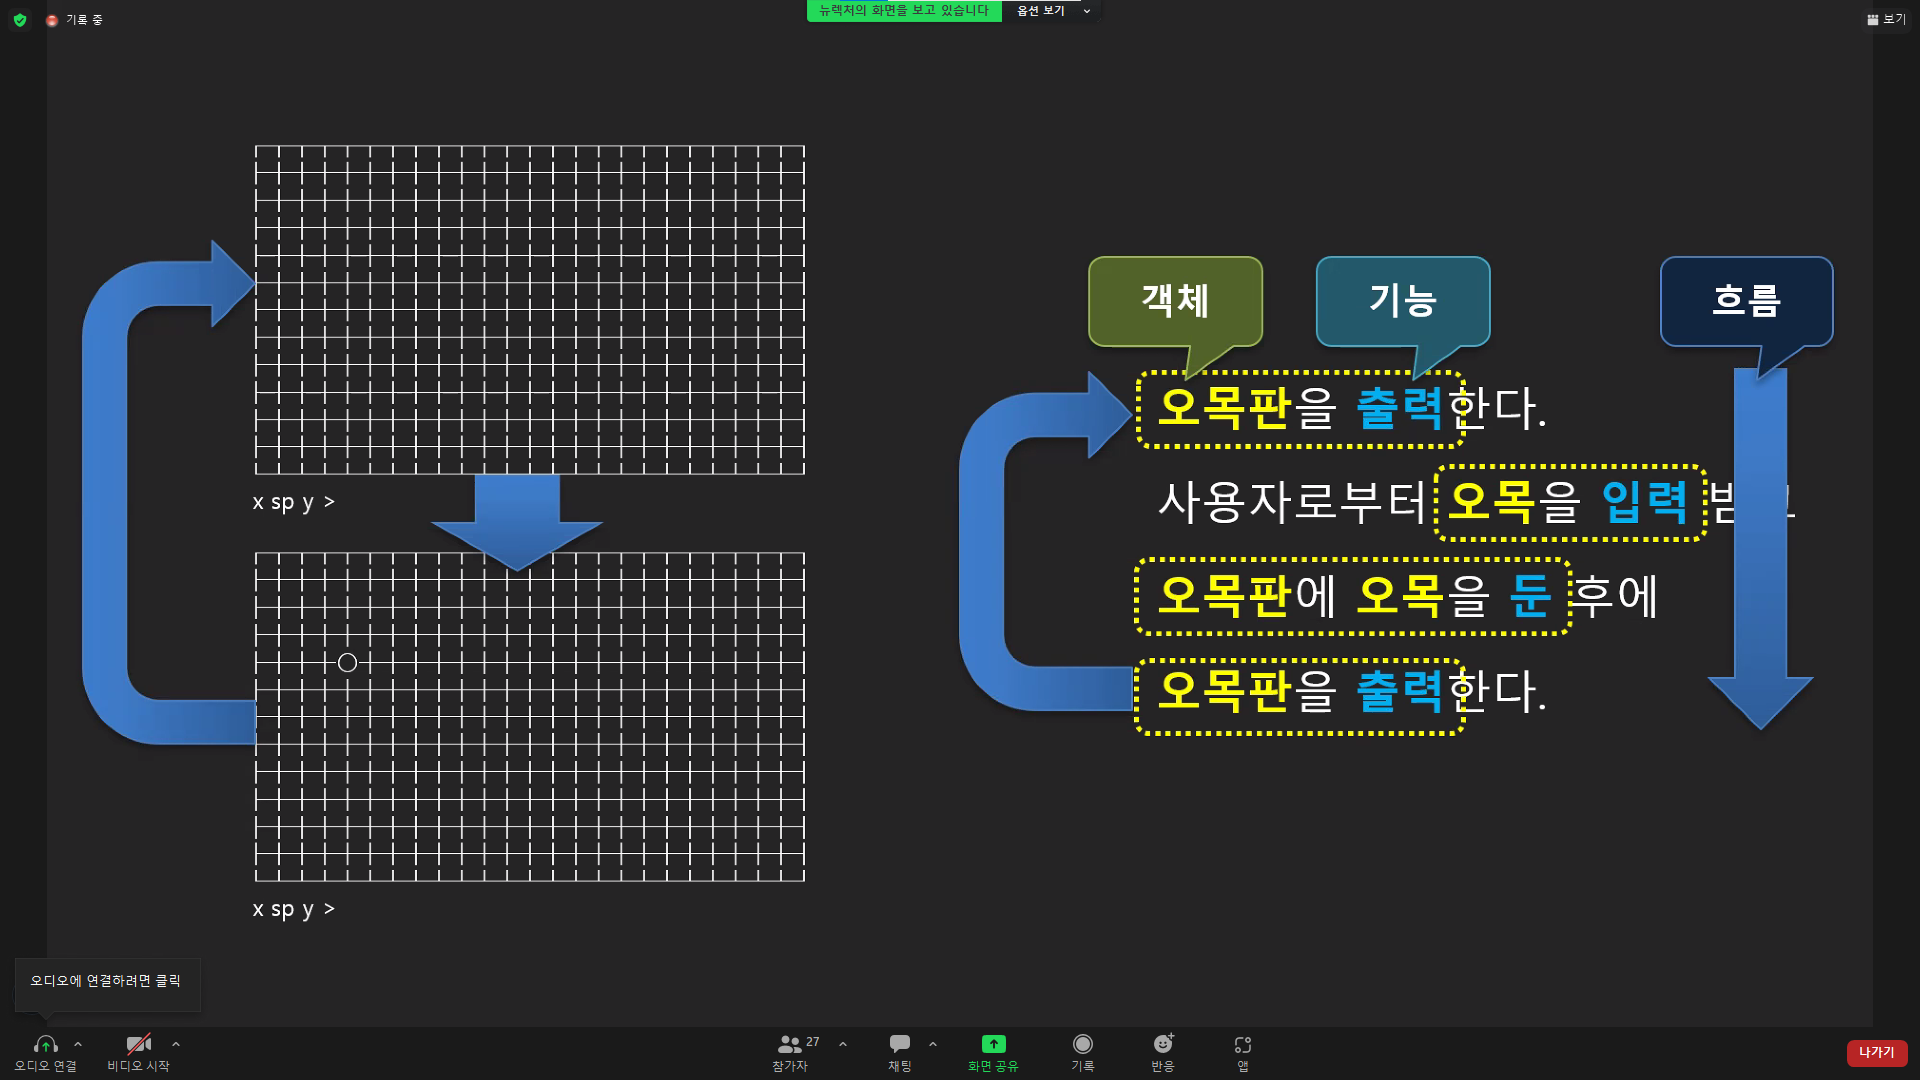 기록 중
뉴렉처의 화면을 보고 있습니다
옵션 보기
보기
객체
기능
흐름
오목판을 출력한다.
사용자로부터 오목을 입력
오목판에 오목을 둔 후에
오목판을 출력한다.
x sp y >
x sp y >
오디오에 연결하려면 클릭
오디오 연결
비디오 시작
27
참가자
채팅
화면 공유
기록
반응
앱
나가기